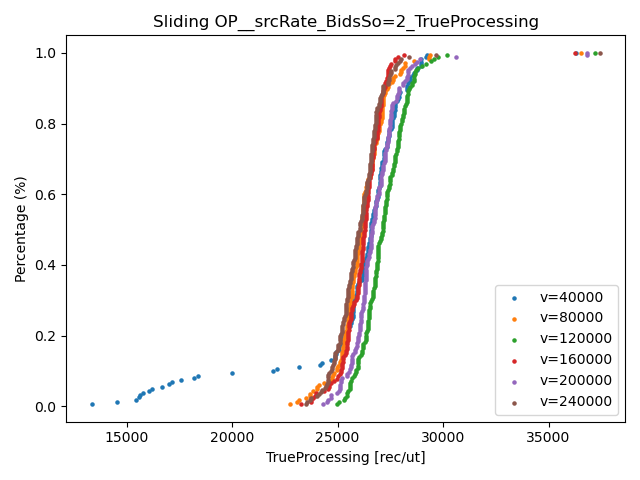 Sliding OP__srcRate_BidsSo=2_TrueProcessing
Percentage (%)
1.0
0.8
0.6
0.4
0.2
0.0
v=40000
v=80000
v=120000
v=160000
v=200000
v=240000
15000 20000 25000 30000 35000
TrueProcessing [rec/ut]